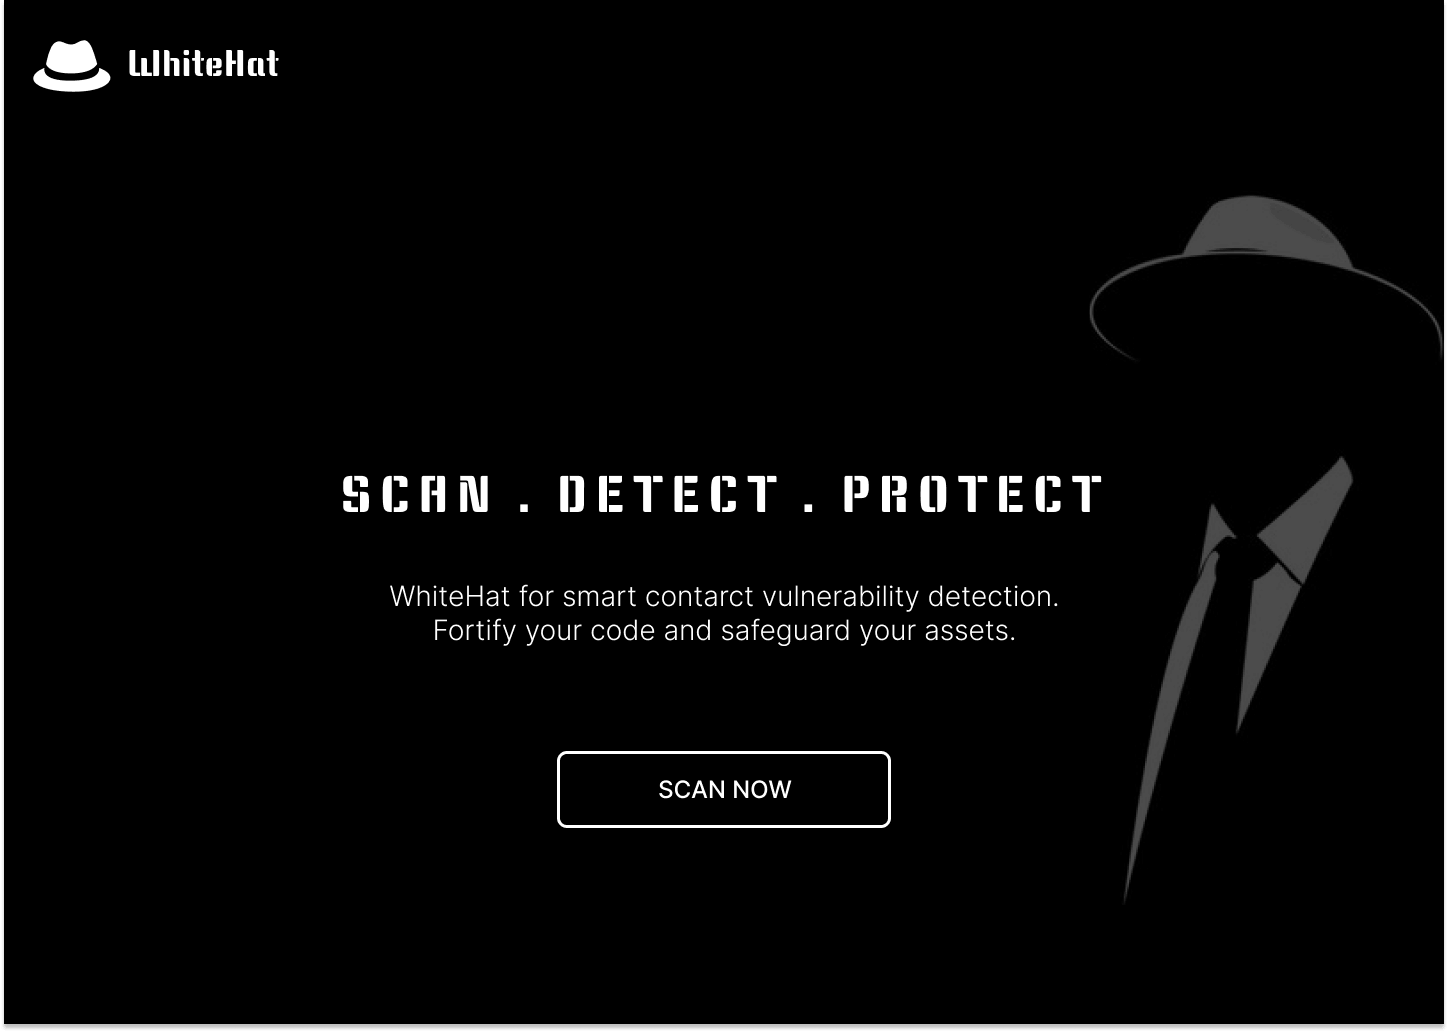 WhiteHat
SCAN . DETECT . PROTECT
WhiteHat for smart contarct vulnerability detection.
Fortify your code and safeguard your assets.
SCAN NOW